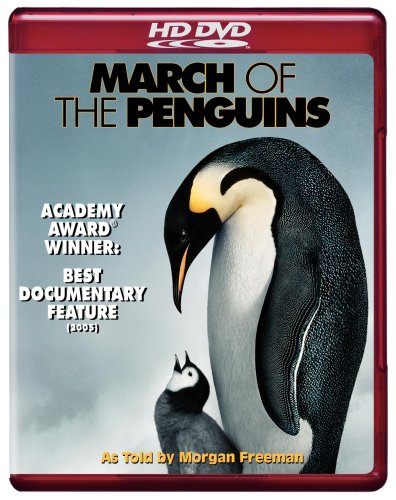 HD DVD
MARCH OF
THE PENGUINS
ACADEMY
AWARD®
WINNER:
BEST
DOCUMENTARY
FEATURE
(2005)
As Told by Morgan Freeman